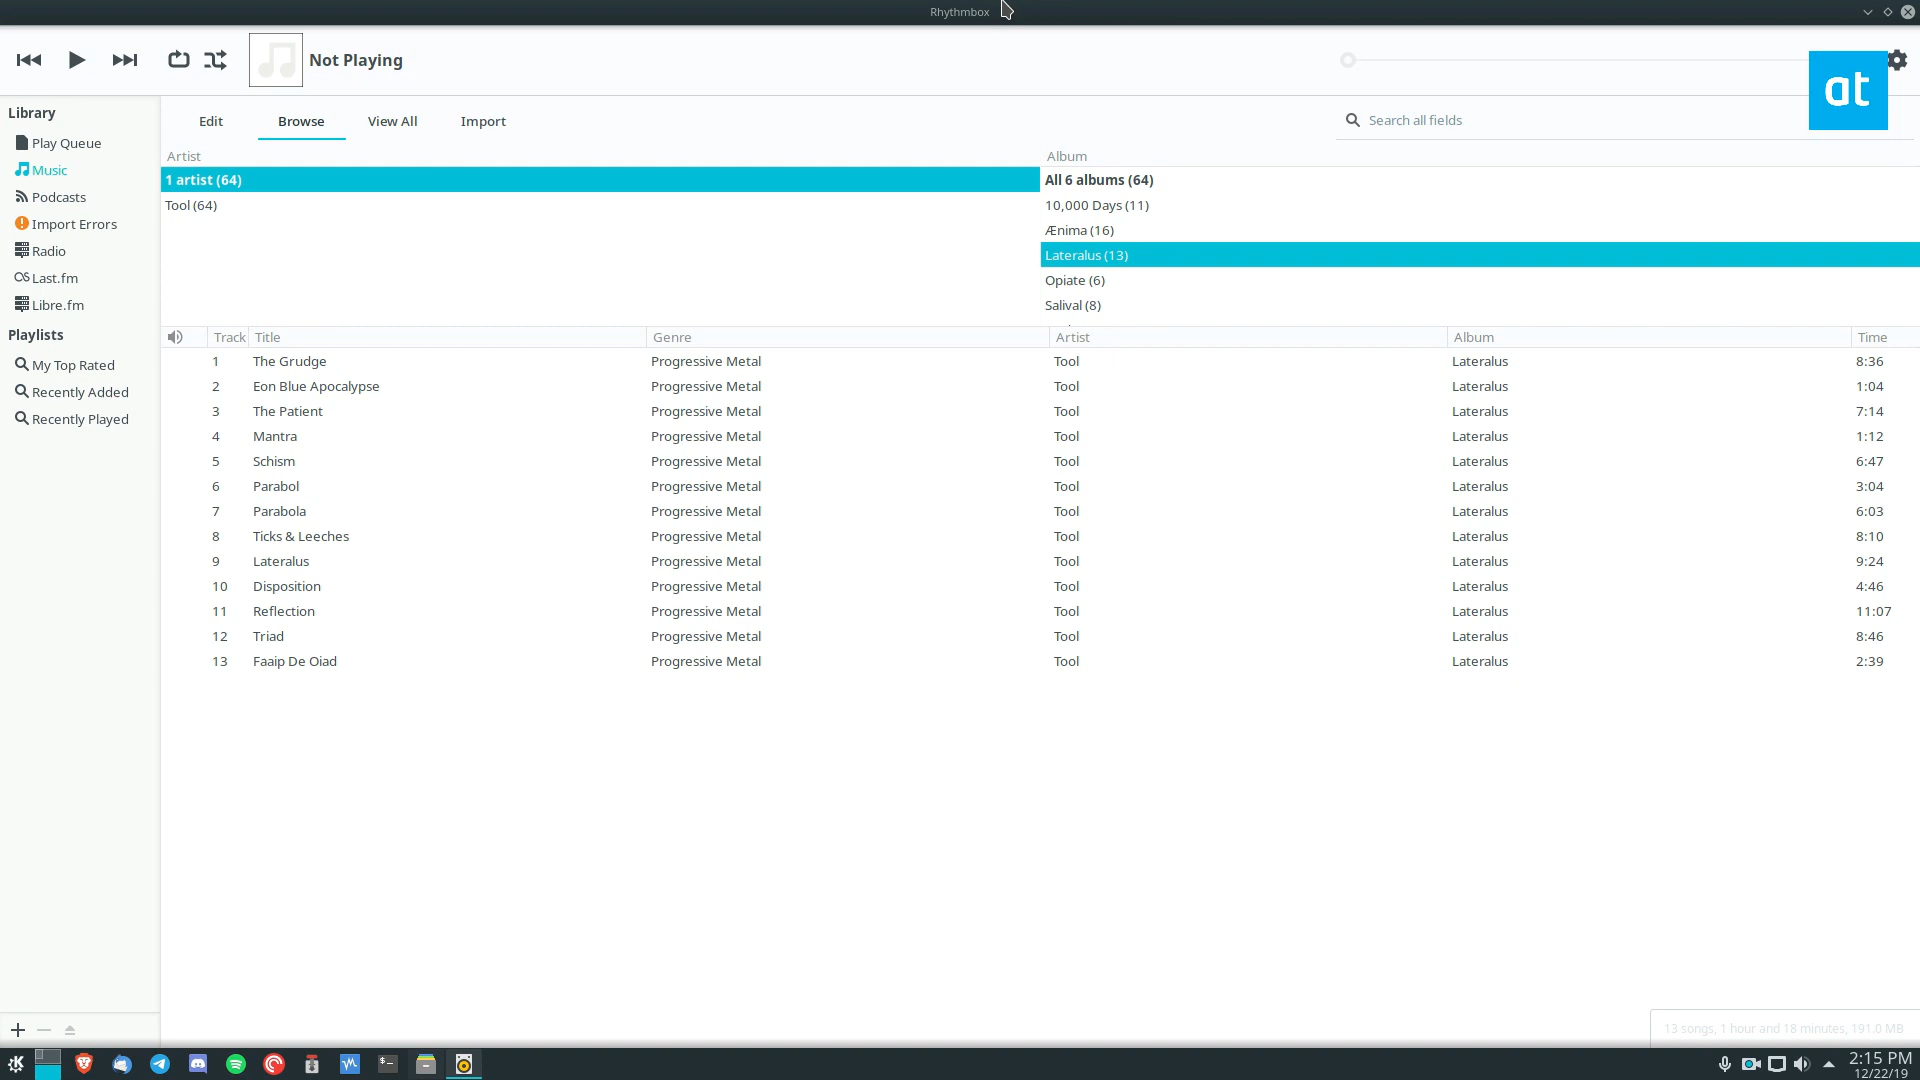 Rhythmbox
Not Playing
at
Library
Play Queue
Music
Podcasts
Import Errors
Radio
Last.fm
Libre.fm
Playlists
My Top Rated
Recently Added
Recently Played
Edit Browse View All Import
Search all fields
Artist Album
1 artist (64) All 6 albums (64)
Tool (64) 10,000 Days (11)
Ænima (16)
Lateralus (13)
Opiate (6)
Salival (8)
Track Title Genre Artist Album Time
1 The Grudge Progressive Metal Tool Lateralus 8:36
2 Eon Blue Apocalypse Progressive Metal Tool Lateralus 1:04
3 The Patient Progressive Metal Tool Lateralus 7:14
4 Mantra Progressive Metal Tool Lateralus 1:12
5 Schism Progressive Metal Tool Lateralus 6:47
6 Parabol Progressive Metal Tool Lateralus 3:04
7 Parabola Progressive Metal Tool Lateralus 6:03
8 Ticks & Leeches Progressive Metal Tool Lateralus 8:10
9 Lateralus Progressive Metal Tool Lateralus 9:24
10 Disposition Progressive Metal Tool Lateralus 4:46
11 Reflection Progressive Metal Tool Lateralus 11:07
12 Triad Progressive Metal Tool Lateralus 8:46
13 Faaip De Oiad Progressive Metal Tool Lateralus 2:39
13 songs, 1 hour and 18 minutes, 191.0 MB
2:15 PM
12/22/19